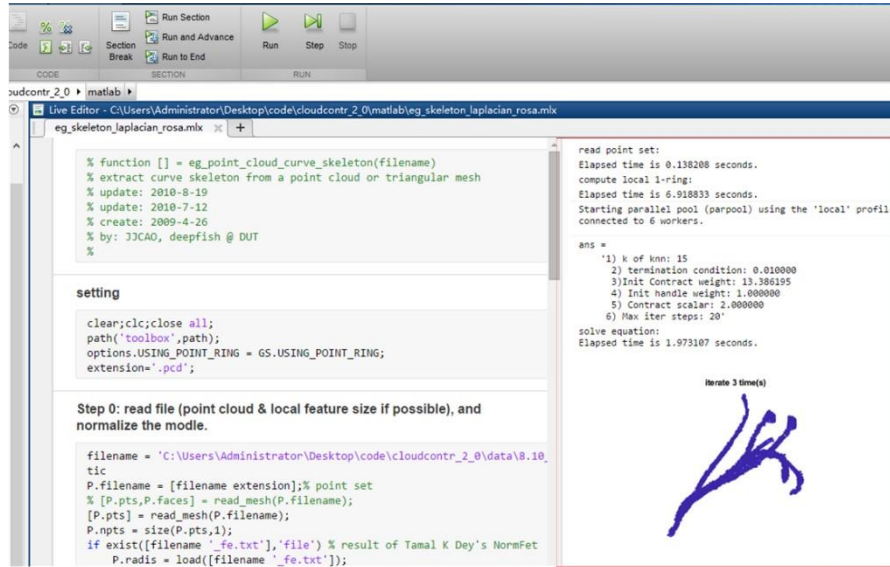 Code
Section
Break
Run Section
Run and Advance
Run to End
Run
Step
Stop
CODE
SECTION
RUN
oudcontr_2_0 matlab
Live Editor - C:\Users\Administrator\Desktop\code\cloudcontr_2_0\matlab\eg_skeleton_laplacian_rosa.mlx
eg_skeleton_laplacian_rosa.mlx
% function [] = eg_point_cloud_curve_skeleton(filename)
% extract curve skeleton from a point cloud or triangular mesh
% update: 2010-8-19
% update: 2010-7-12
% create: 2009-4-26
% by: JJCAO, deepfish @ DUT
%
setting
clear;clc;close all;
path('toolbox',path);
options.USING_POINT_RING = GS.USING_POINT_RING;
extension='.pcd';
Step 0: read file (point cloud & local feature size if possible), and
normalize the modle.
filename = 'C:\Users\Administrator\Desktop\code\cloudcontr_2_0\data\8.10_
tic
P.filename = [filename extension];% point set
% [P.pts,P.faces] = read_mesh(P.filename);
[P.pts] = read_mesh(P.filename);
P.npts = size(P.pts,1);
if exist([filename '_fe.txt'],'file') % result of Tamal K Dey's NormFet
P.radis = load([filename '_fe.txt']);
read point set:
Elapsed time is 0.138208 seconds.
compute local 1-ring:
Elapsed time is 6.918833 seconds.
Starting parallel pool (parpool) using the 'local' profil
connected to 6 workers.
ans =
'1) k of knn: 15
2) termination condition: 0.010000
3)Init Contract weight: 13.386195
4) Init handle weight: 1.000000
5) Contract scalar: 2.000000
6) Max iter steps: 20'
solve equation:
Elapsed time is 1.973107 seconds.
iterate 3 time(s)